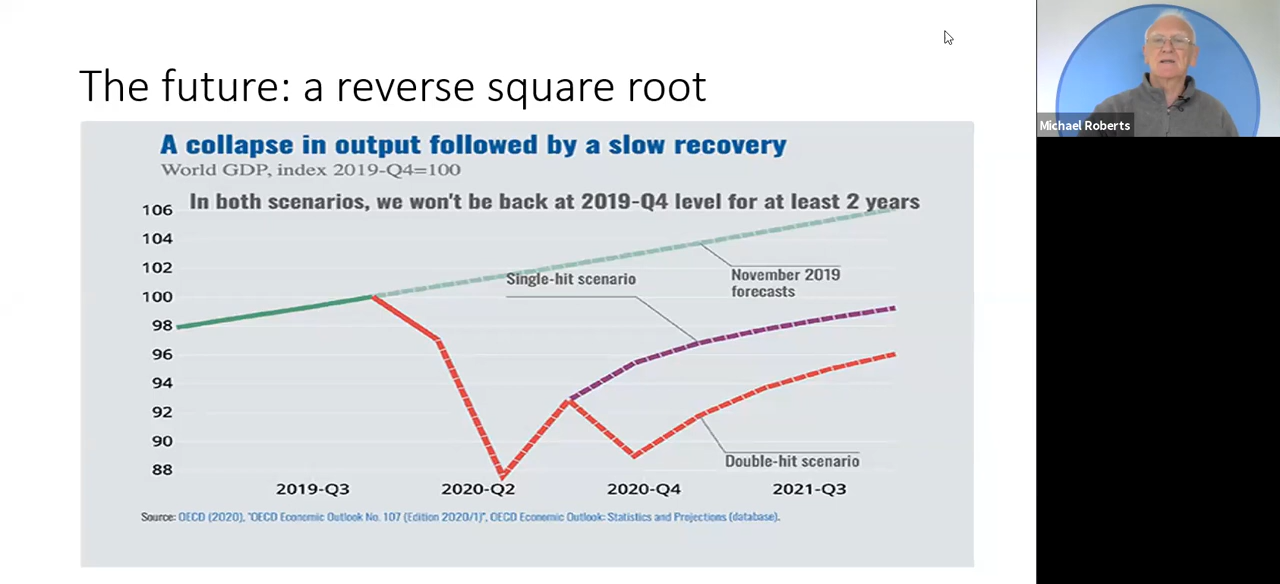 The future: a reverse square root
Michael Roberts
A collapse in output followed by a slow recovery
World GDP, index 2019-Q4=100
In both scenarios, we won't be back at 2019-Q4 level for at least 2 years
106
104
102
100
98
96
94
92
90
88
Single-hit scenario
November 2019
forecasts
Double-hit scenario
2019-Q3 2020-Q2 2020-Q4 2021-Q3
Source: OECD (2020), "OECD Economic Outlook No. 107 (Edition 2020/1)", OECD Economic Outlook: Statistics and Projections (database).